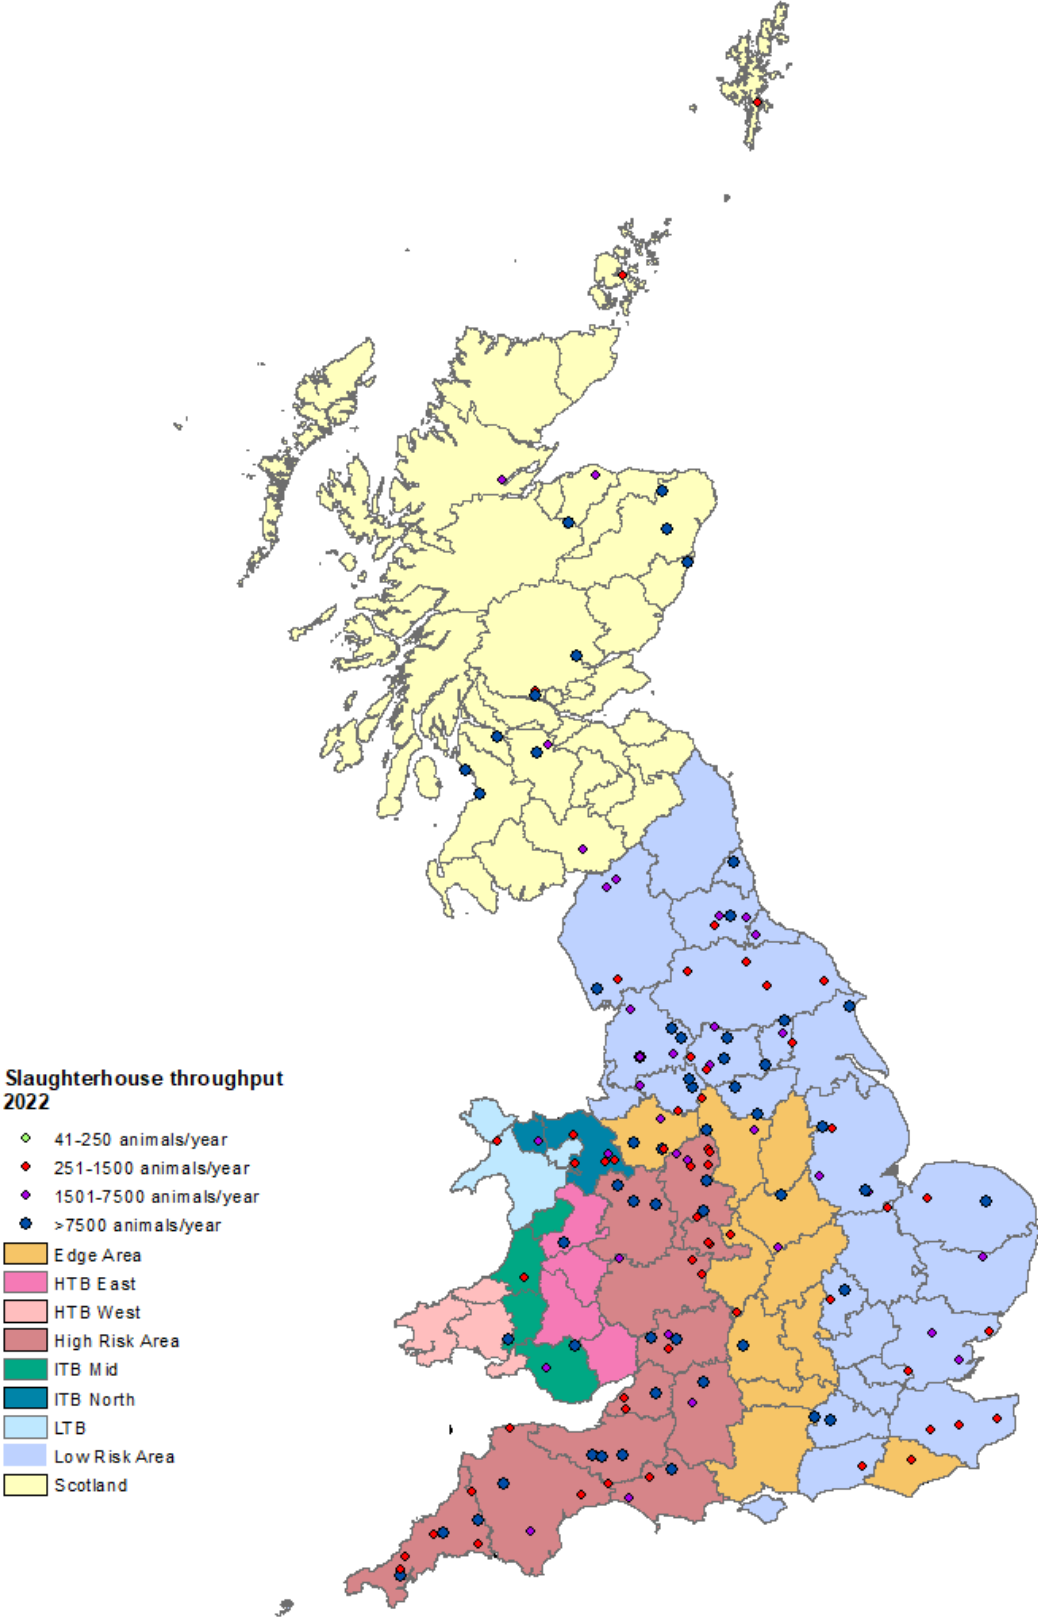 Slaughterhouse throughput
2022
41-250 animals/year
251-1500 animals/year
1501-7500 animals/year
>7500 animals/year
Edge Area
HTB East
HTB West
High Risk Area
ITB Mid
ITB North
LTB
Low Risk Area
Scotland